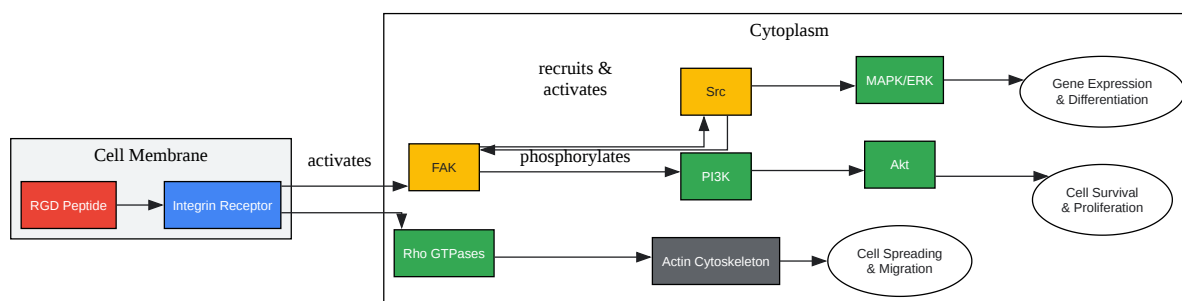 Cytoplasm
recruits &
activates
Src
MAPK/ERK
Gene Expression
& Differentiation
Cell Membrane
activates
FAK
phosphorylates
PI3K
Akt
Cell Survival
& Proliferation
RGD Peptide
Integrin Receptor
Rho GTPases
Actin Cytoskeleton
Cell Spreading
& Migration